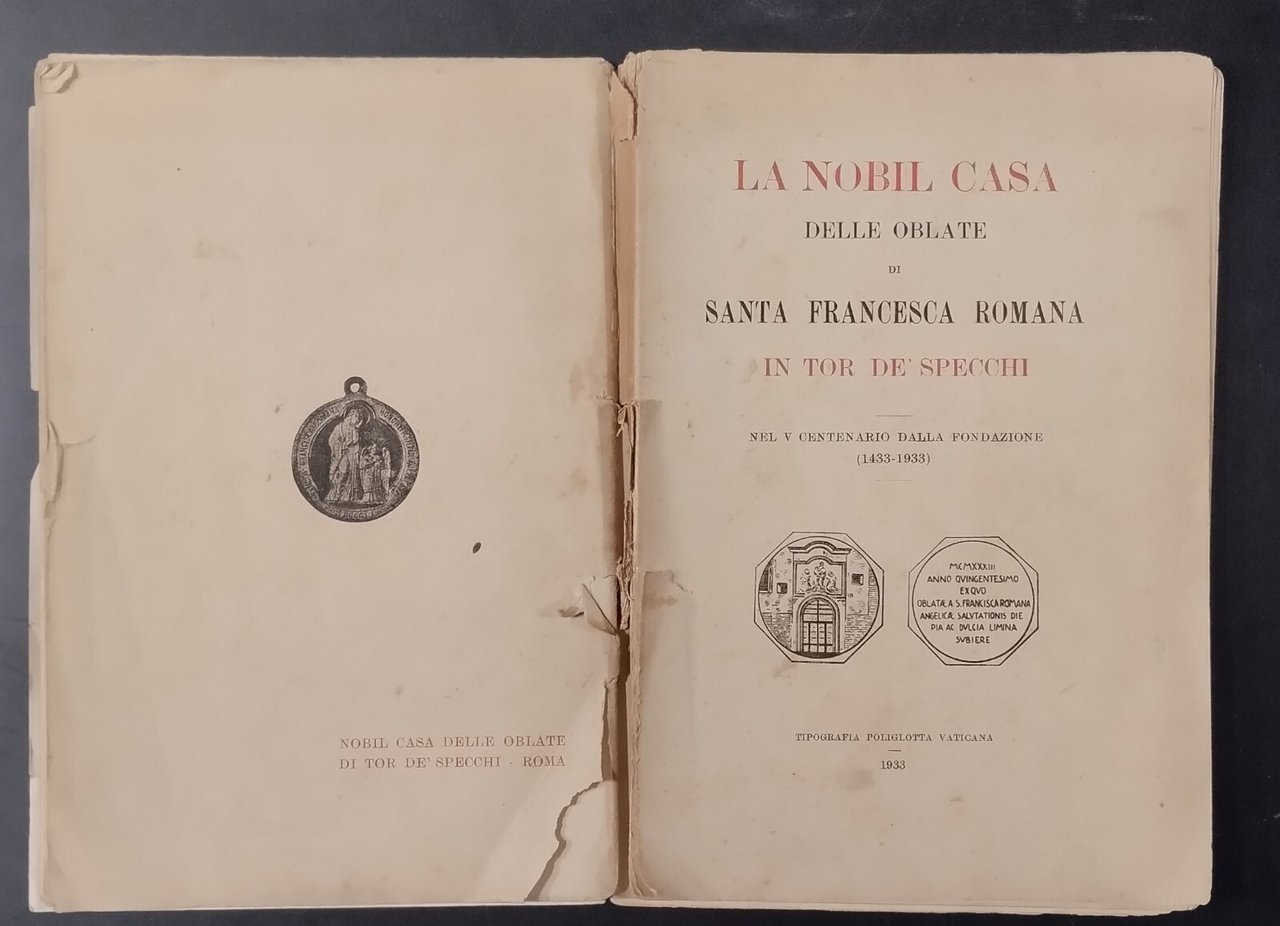 NOBIL CASA DELLE OBLATE
DI TOR DE' SPECCHI - ROMA
LA NOBIL CASA
DELLE OBLATE
DI
SANTA FRANCESCA ROMANA
IN TOR DE' SPECCHI
NEL V CENTENARIO DALLA FONDAZIONE
(1433-1933)
MCMXXXIII
ANNO QVINGENTESIMO
EX QVO
OBLATÆ A S. FRANCISCA ROMANA
ANGELICÆ SALVTATIONIS DIE
PIA AC DVLCIA LIMINA
SVBIERE
TIPOGRAFIA POLIGLOTTA VATICANA
1933